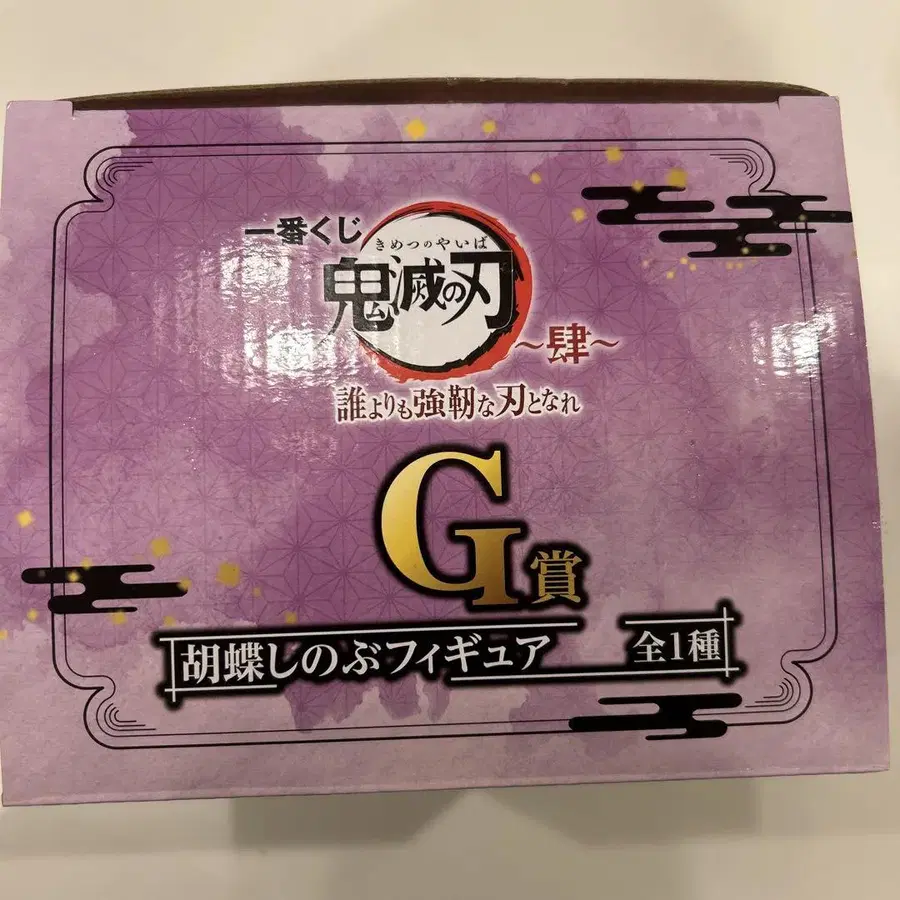 一番くじ
きめつのやいば
鬼滅の刃
～肆～
誰よりも強靭な刃となれ
G賞
胡蝶しのぶフィギュア 全1種